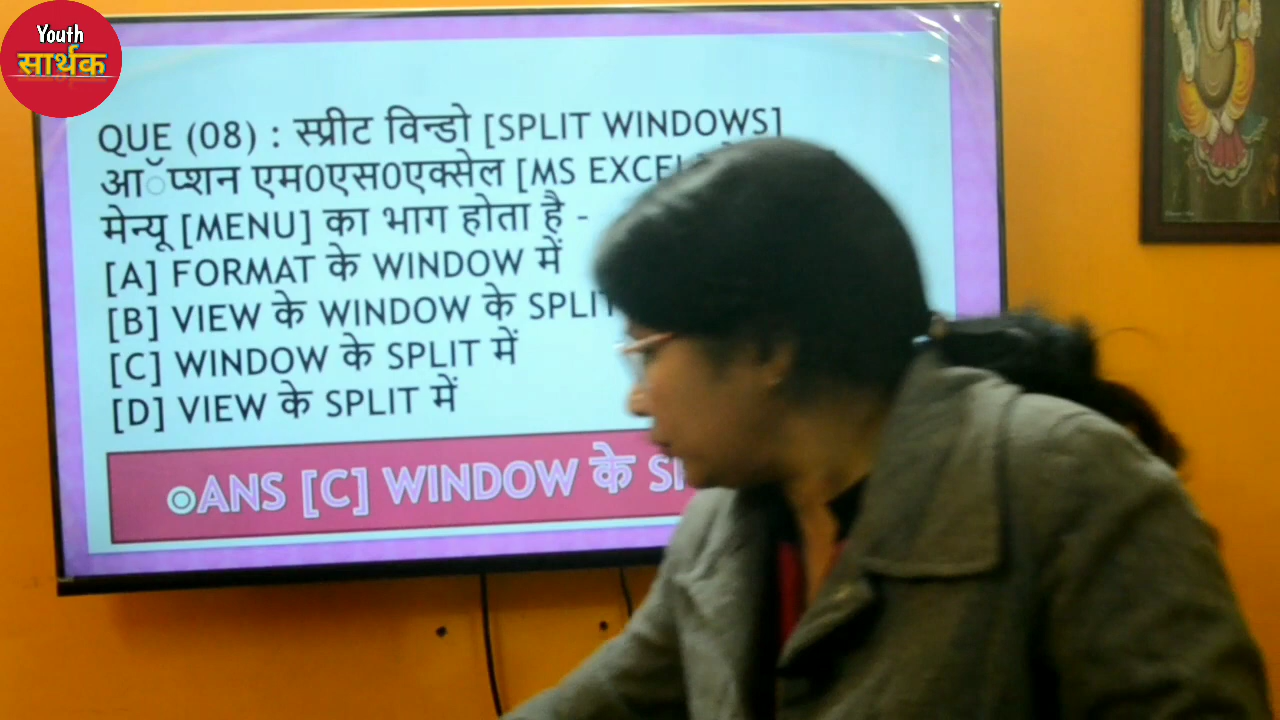 Youth
सार्थक
QUE (08) : स्प्रीट विन्डो [SPLIT WINDOWS]
आॅप्शन एम0एस0एक्सेल [MS EXCEL
मेन्यू [MENU] का भाग होता है -
[A] FORMAT के WINDOW में
[B] VIEW के WINDOW के SPLIT
[C] WINDOW के SPLIT में
[D] VIEW के SPLIT में
ANS [C] WINDOW के